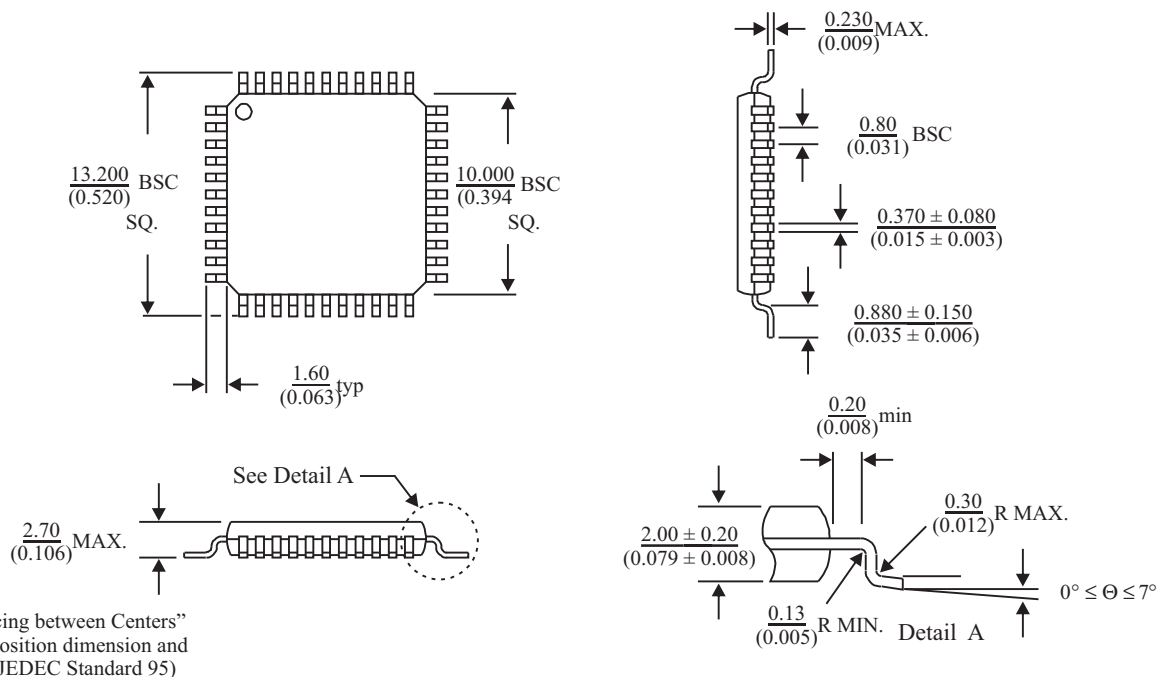 0.230
(0.009) MAX.
13.200
(0.520) BSC
SQ.
10.000
(0.394 BSC
SQ.
0.80
(0.031) BSC
0.370 ± 0.080
(0.015 ± 0.003)
0.880 ± 0.150
(0.035 ± 0.006)
1.60
(0.063) typ
0.20
(0.008) min
See Detail A
2.70
(0.106) MAX.
2.00 ± 0.20
(0.079 ± 0.008)
0.30
(0.012) R MAX.
0.13
(0.005) R MIN.
0° ≤ Θ ≤ 7°
Detail A
between Centers”
dimension and
JEDEC Standard 95)